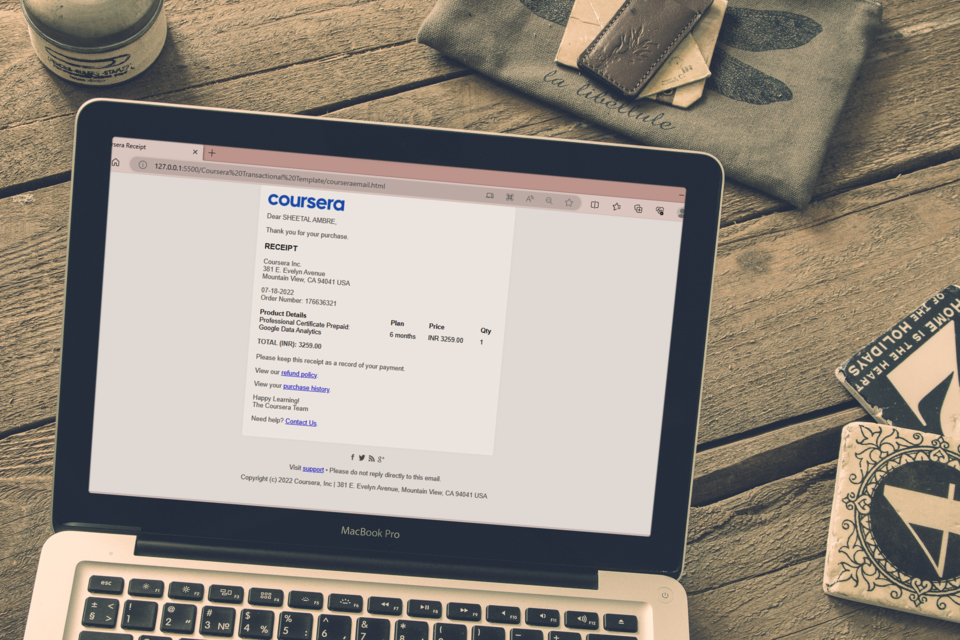 la libellule
HOME IS THE HEART
OF THE HOLIDAYS
sera Receipt
127.0.0.1:5500/Coursera%20Transactional%20Template/courseraemail.html
coursera
Dear SHEETAL AMBRE,
Thank you for your purchase.
RECEIPT
Coursera Inc.
381 E. Evelyn Avenue
Mountain View, CA 94041 USA
07-18-2022
Order Number: 176636321
Product Details Plan Price Qty
Professional Certificate Prepaid: 6 months INR 3259.00 1
Google Data Analytics
TOTAL (INR): 3259.00
Please keep this receipt as a record of your payment.
View our refund policy.
View your purchase history
Happy Learning!
The Coursera Team
Need help? Contact Us
Visit support • Please do not reply directly to this email.
Copyright (c) 2022 Coursera, Inc | 381 E. Evelyn Avenue, Mountain View, CA 94041 USA
MacBook Pro
esc